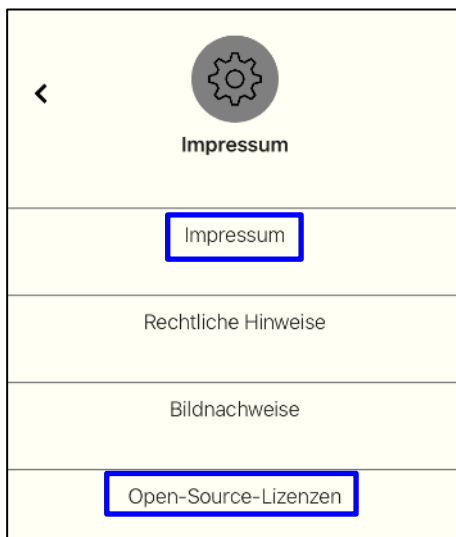 Impressum
Impressum
Rechtliche Hinweise
Bildnachweise
Open-Source-Lizenzen